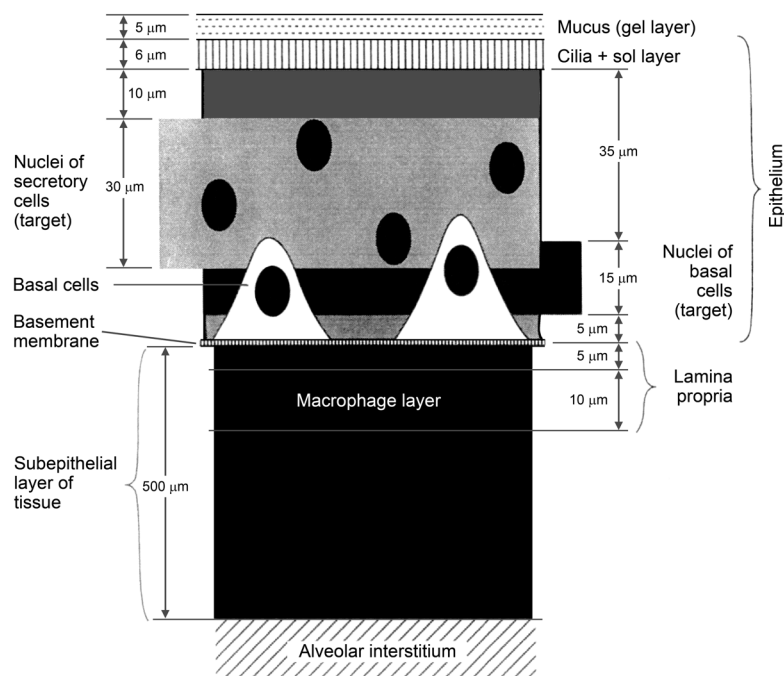 5 μm
Mucus (gel layer)
6 μm
Cilia + sol layer
10 μm
Nuclei of
secretory
cells
(target)
30 μm
35 μm
Epithelium
Nuclei of
basal
cells
(target)
15 μm
Basal cells
Basement
membrane
5 μm
5 μm
Lamina
propria
Macrophage layer
10 μm
Subepithelial
layer of
tissue
500 μm
Alveolar interstitium